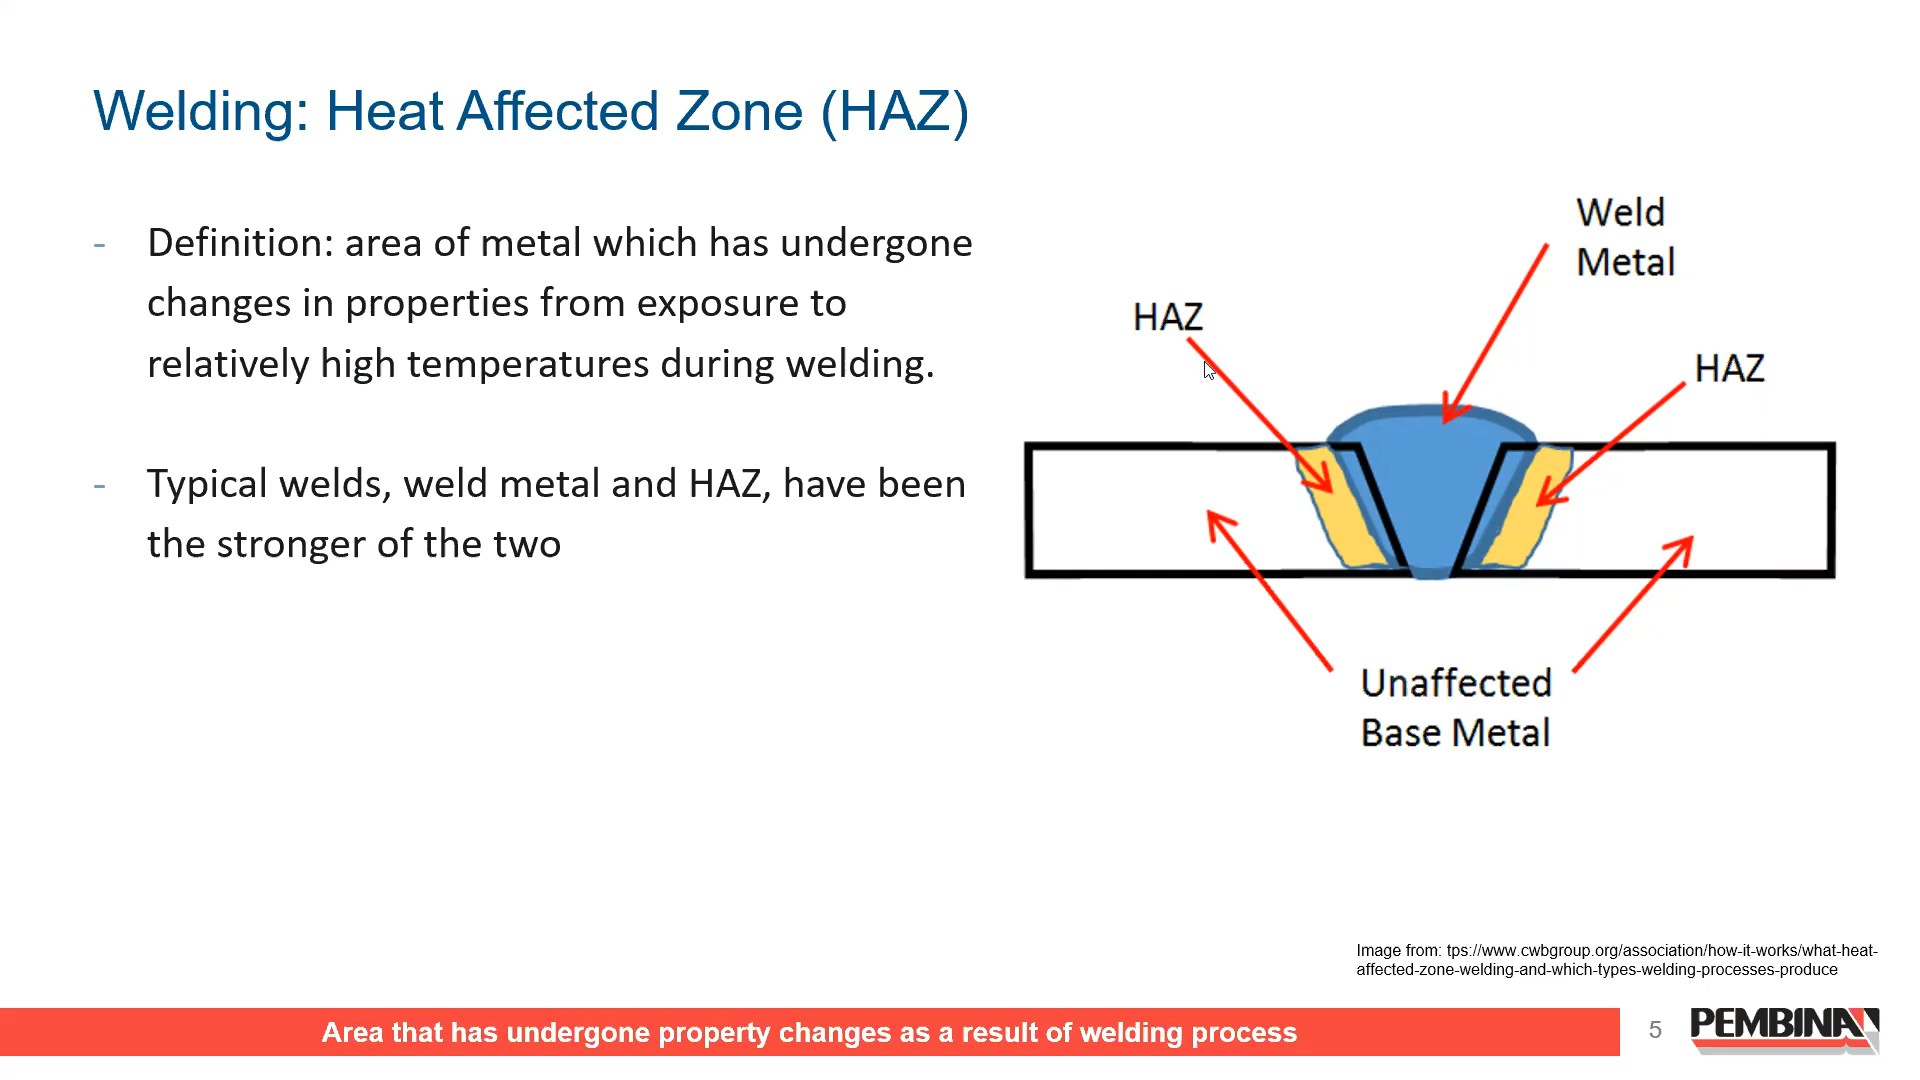 Welding: Heat Affected Zone (HAZ)
- Definition: area of metal which has undergone
changes in properties from exposure to
relatively high temperatures during welding.
- Typical welds, weld metal and HAZ, have been
the stronger of the two
Weld
Metal
HAZ
HAZ
Unaffected
Base Metal
Image from: tps://www.cwbgroup.org/association/how-it-works/what-heat-
affected-zone-welding-and-which-types-welding-processes-produce
Area that has undergone property changes as a result of welding process
5
PEMBINA